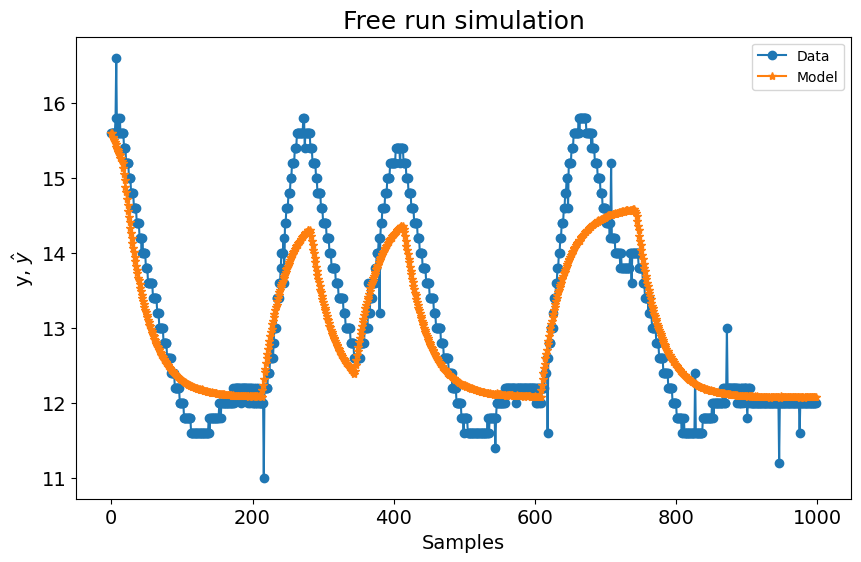 Free run simulation
Data
Model
y, ŷ
16
15
14
13
12
11
0 200 400 600 800 1000
Samples